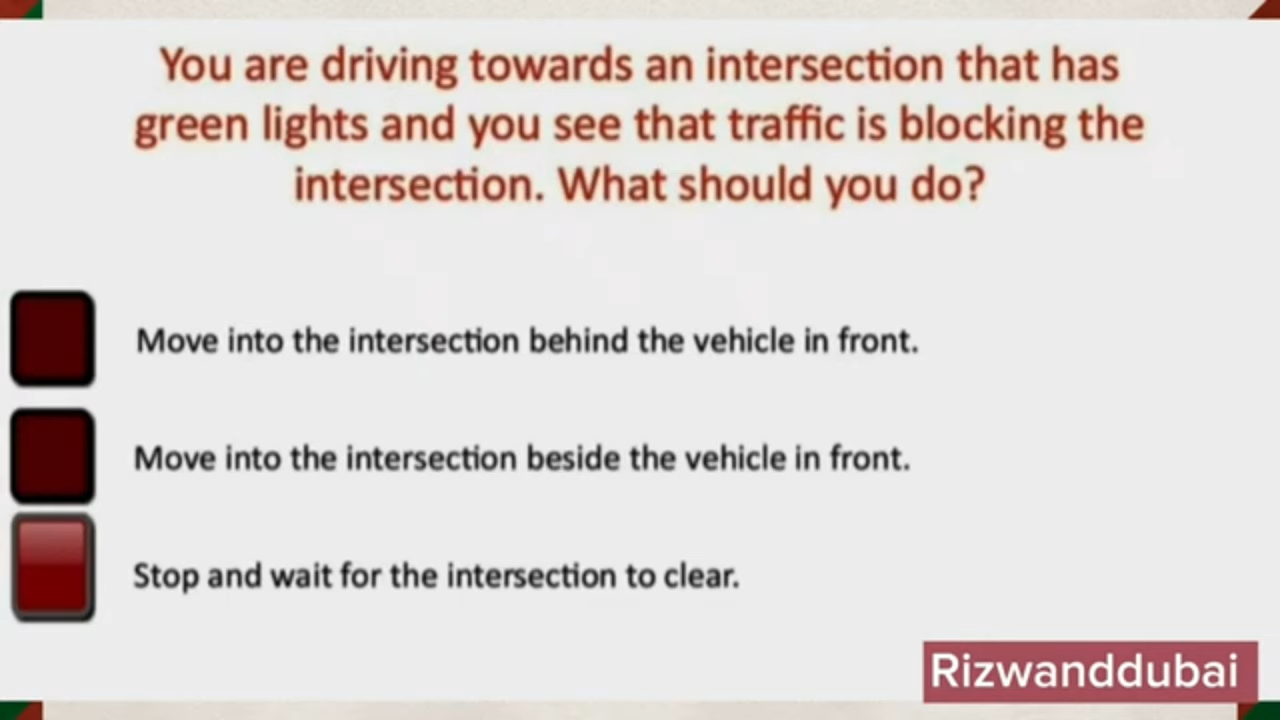 You are driving towards an intersection that has
green lights and you see that traffic is blocking the
intersection. What should you do?
Move into the intersection behind the vehicle in front.
Move into the intersection beside the vehicle in front.
Stop and wait for the intersection to clear.
Rizwanddubai